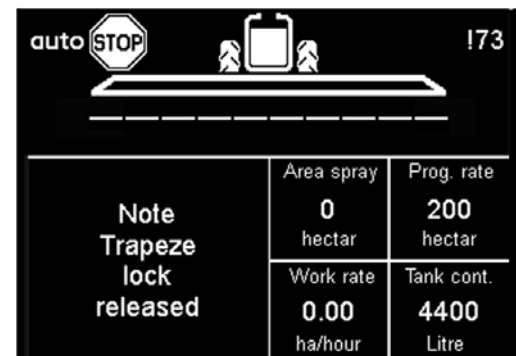 auto STOP
!73
Note
Trapeze
lock
released
Area spray
0
hectar
Prog. rate
200
hectar
Work rate
0.00
ha/hour
Tank cont.
4400
Litre